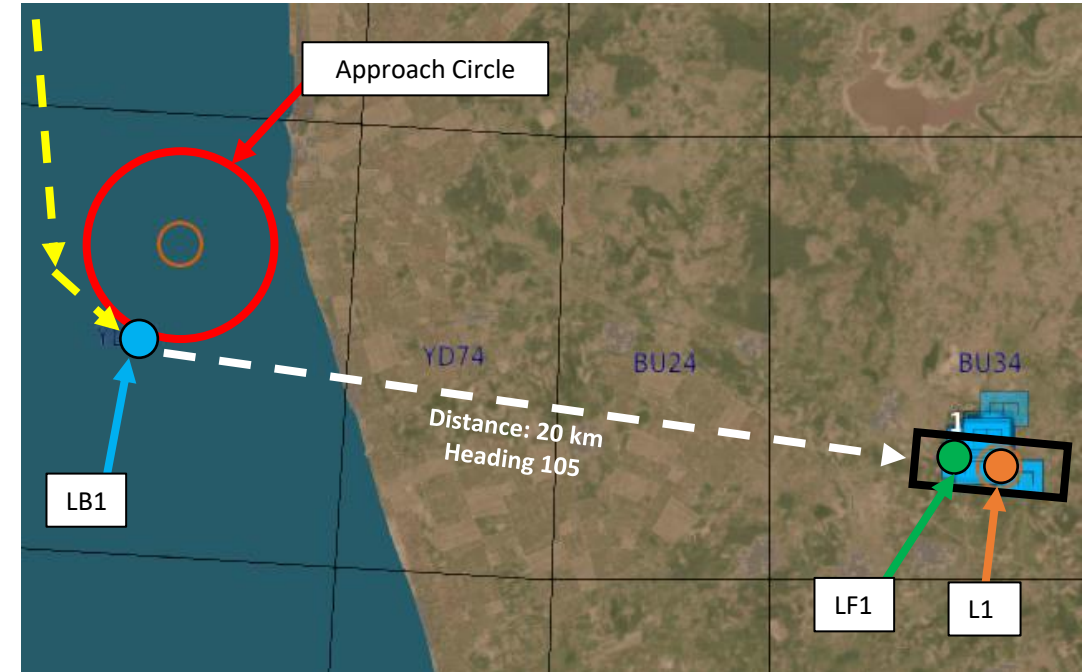 Approach Circle
YD74
BU24
BU34
1
Distance: 20 km
Heading 105
LB1
LF1
L1